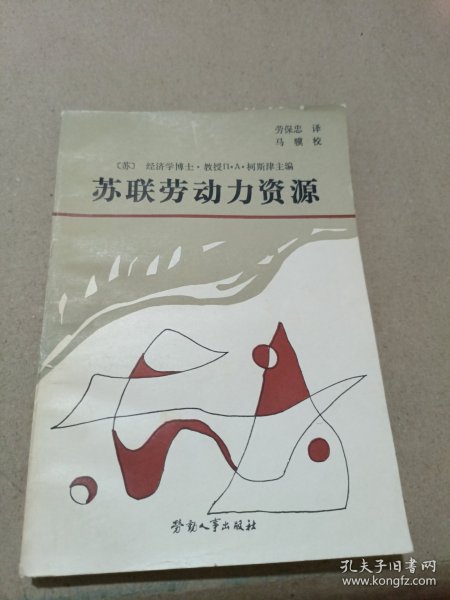 劳保忠 译
马骥 校
〔苏〕 经济学博士·教授П·А·柯斯津主编
苏联劳动力资源
劳动人事出版社
孔夫子旧书网
www.kongfz.com